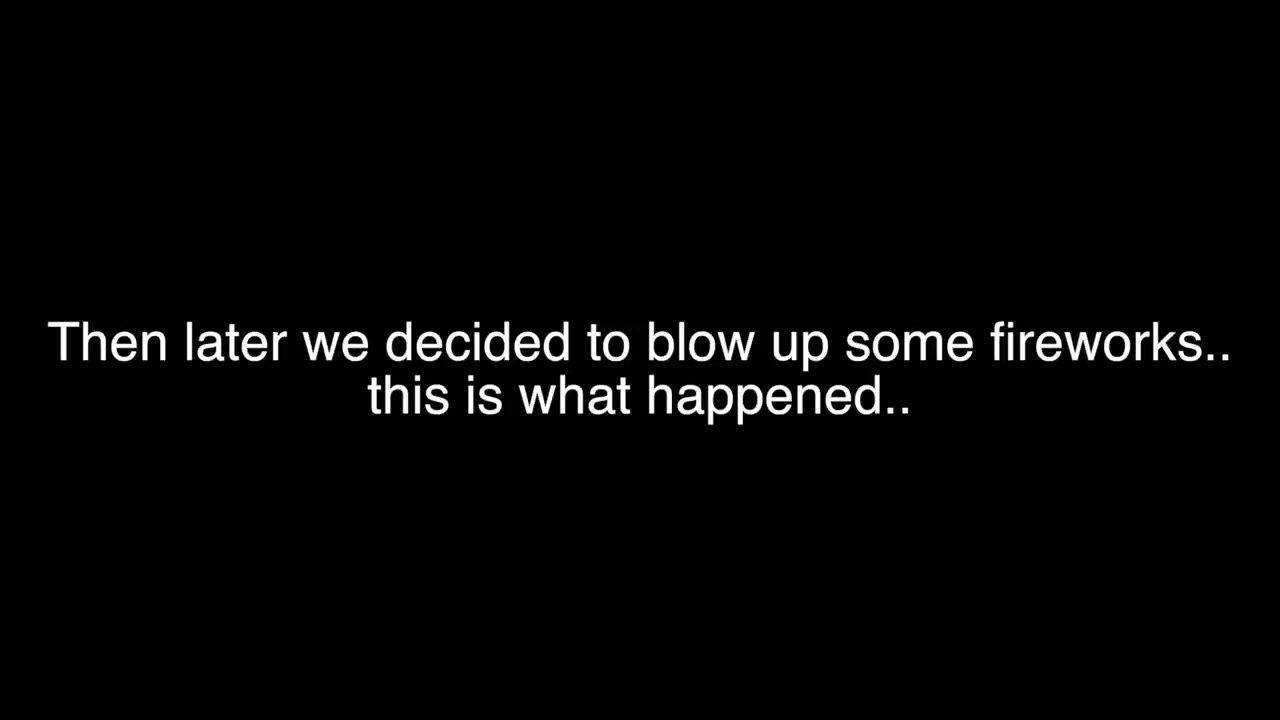 Then later we decided to blow up some fireworks..
this is what happened..